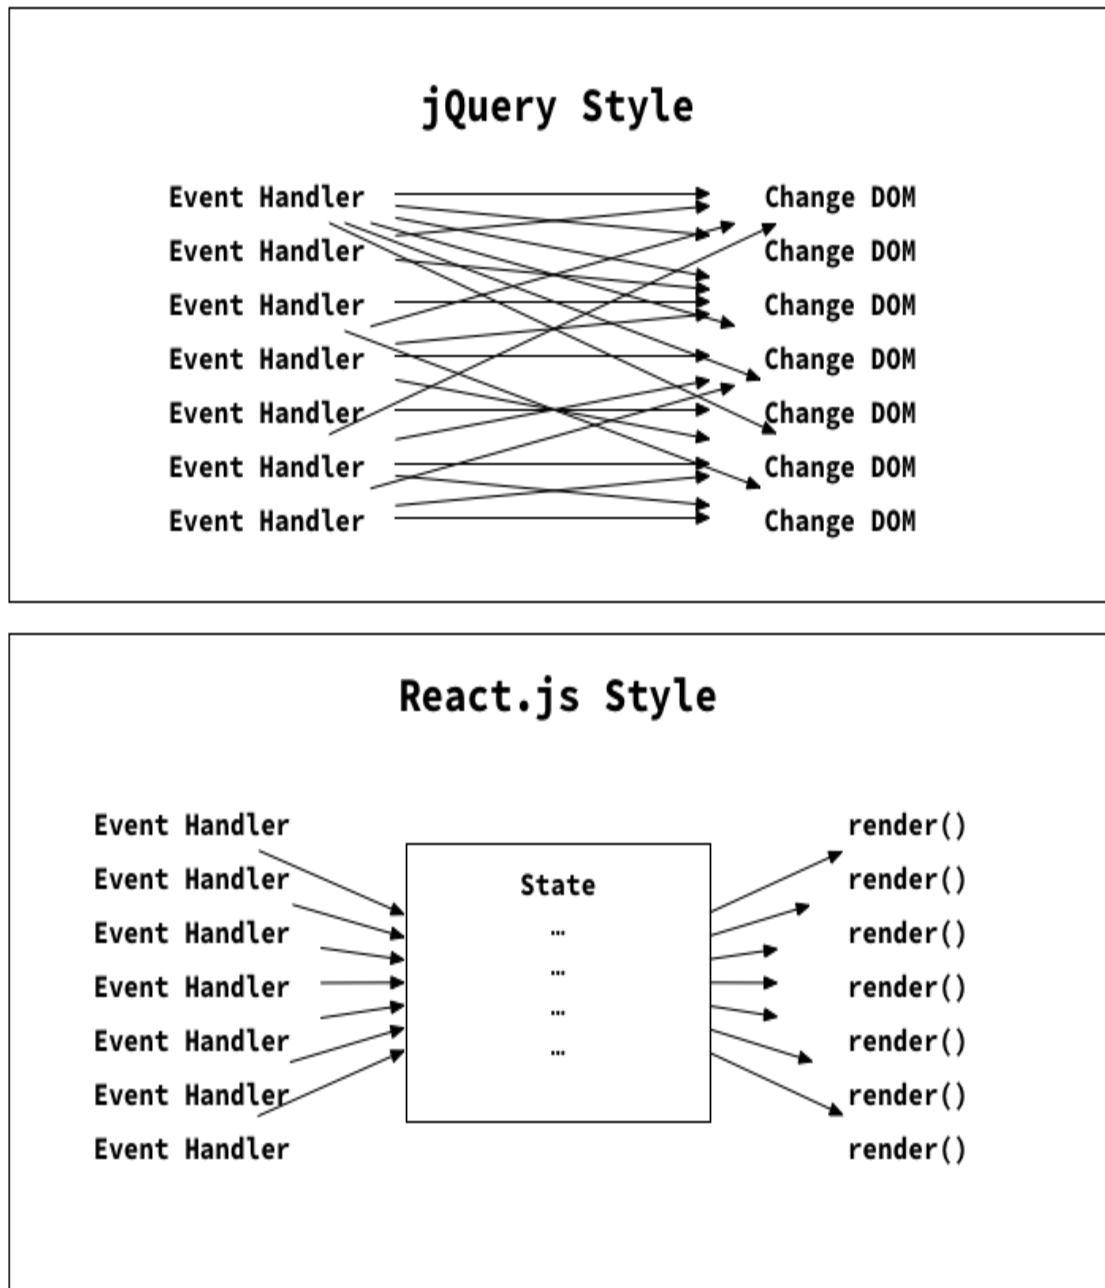 jQuery Style
Event Handler Change DOM
Event Handler Change DOM
Event Handler Change DOM
Event Handler Change DOM
Event Handler Change DOM
Event Handler Change DOM
Event Handler Change DOM
React.js Style
Event Handler render()
State
Event Handler render()
…
Event Handler render()
…
Event Handler render()
…
Event Handler render()
…
Event Handler render()
Event Handler render()